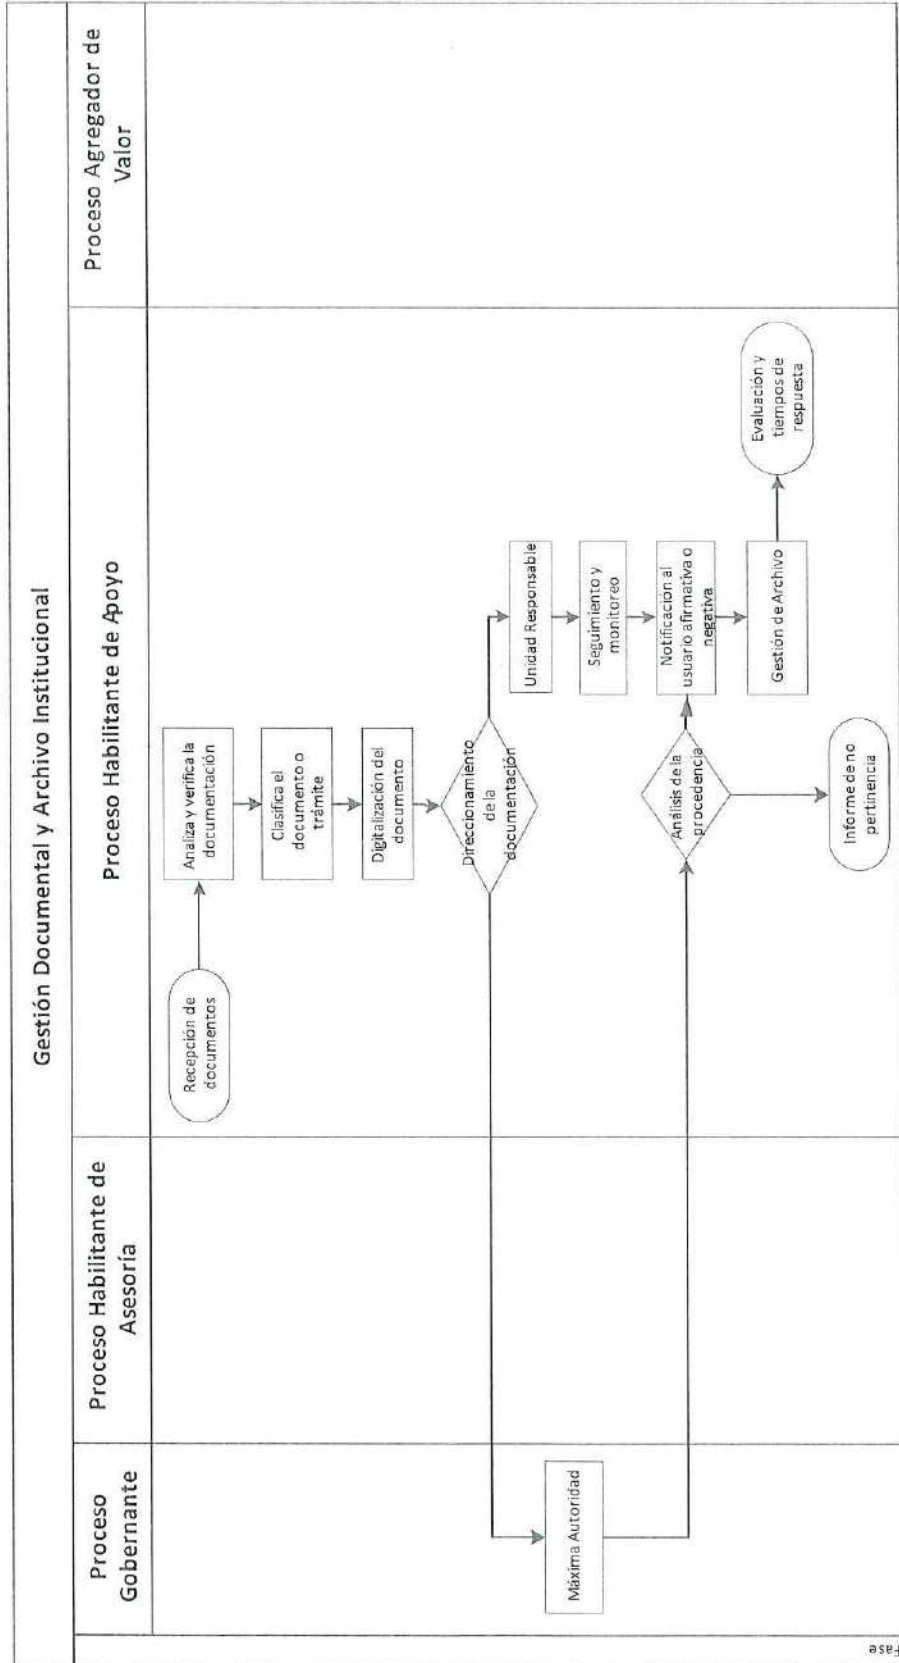 Gestión Documental y Archivo Institucional
Proceso
Gobernante
Proceso Habilitante de
Asesoría
Proceso Habilitante de Apoyo
Proceso Agregador de
Valor
Recepción de
documentos
Analiza y verifica la
documentación
Clasifica el
documento o
trámite
Digitalización del
documento
Direccionamiento
de la
documentación
Unidad Responsable
Máxima Autoridad
Seguimiento y
monitoreo
Análisis de la
procedencia
Notificación al
usuario afirmativa o
negativa
Gestión de Archivo
Evaluación y
tiempos de
respuesta
Informe de no
pertinencia
Fase